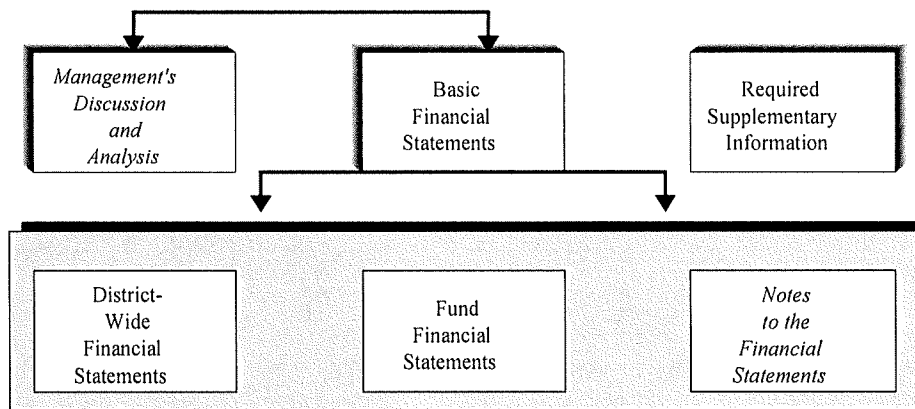 Management's
Discussion
and
Analysis
Basic
Financial
Statements
Required
Supplementary
Information
District-
Wide
Financial
Statements
Fund
Financial
Statements
Notes
to the
Financial
Statements